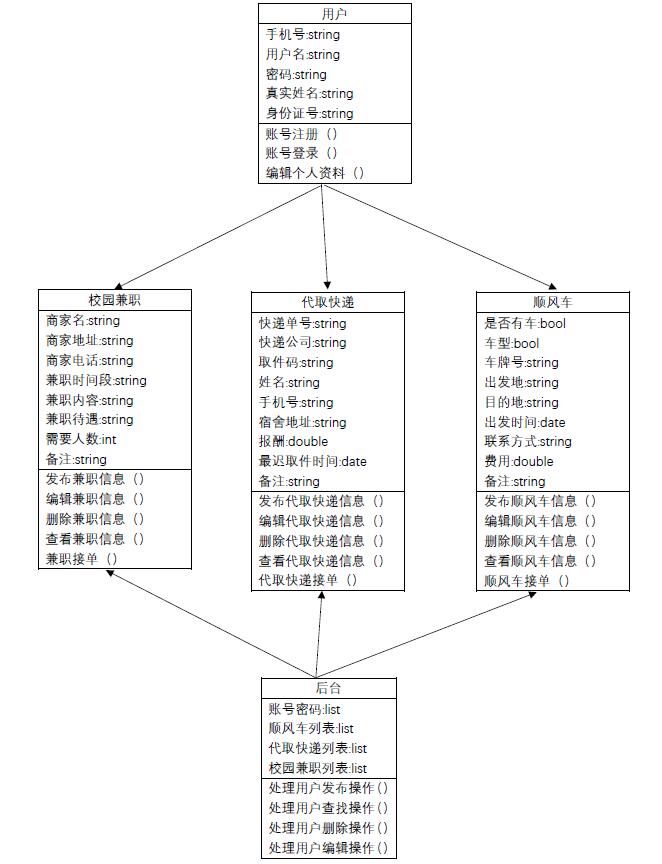 用户
手机号:string
用户名:string
密码:string
真实姓名:string
身份证号:string
账号注册（）
账号登录（）
编辑个人资料（）
校园兼职
商家名:string
商家地址:string
商家电话:string
兼职时间段:string
兼职内容:string
兼职待遇:string
需要人数:int
备注:string
发布兼职信息（）
编辑兼职信息（）
删除兼职信息（）
查看兼职信息（）
兼职接单（）
代取快递
快递单号:string
快递公司:string
取件码:string
姓名:string
手机号:string
宿舍地址:string
报酬:double
最迟取件时间:date
备注:string
发布代取快递信息（）
编辑代取快递信息（）
删除代取快递信息（）
查看代取快递信息（）
代取快递接单（）
顺风车
是否有车:bool
车型:bool
车牌号:string
出发地:string
目的地:string
出发时间:date
联系方式:string
费用:double
备注:string
发布顺风车信息（）
编辑顺风车信息（）
删除顺风车信息（）
查看顺风车信息（）
顺风车接单（）
后台
账号密码:list
顺风车列表:list
代取快递列表:list
校园兼职列表:list
处理用户发布操作()
处理用户查找操作()
处理用户删除操作()
处理用户编辑操作()